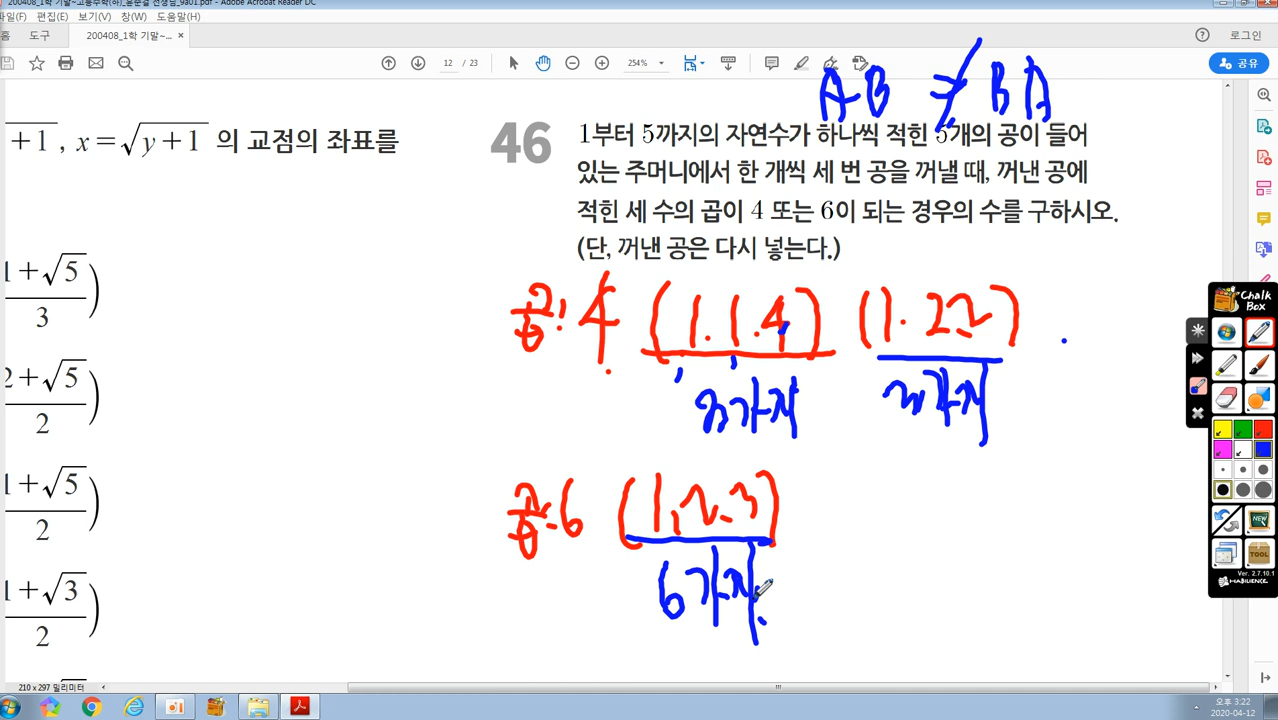 200408_1학 기말~고등수학(하)_윤준열 선생님_9a01.pdf - Adobe Acrobat Reader DC
파일(F) 편집(E) 보기(V) 창(W) 도움말(H)
홈 도구 200408_1학 기말~... × 로그인
12 / 23 254% 공유
A·B ≠ BA
+1, x=√(y+1) 의 교점의 좌표를
46 1부터 5까지의 자연수가 하나씩 적힌 5개의 공이 들어
있는 주머니에서 한 개씩 세 번 공을 꺼낼 때, 꺼낸 공에
적힌 세 수의 곱이 4 또는 6이 되는 경우의 수를 구하시오.
(단, 꺼낸 공은 다시 넣는다.)
1+√5
3
곱: 4 (1.1.4) (1.2.2)
3가지 3가지
2+√5
2
1+√5
2
곱: 6 (1,2.3)
6가지
1+√3
2
√5
Chalk Box
NEW
TOOL
Ver. 2.7.10.1
HABILIENCE
210 x 297 밀리미터
오후 3:22
2020-04-12